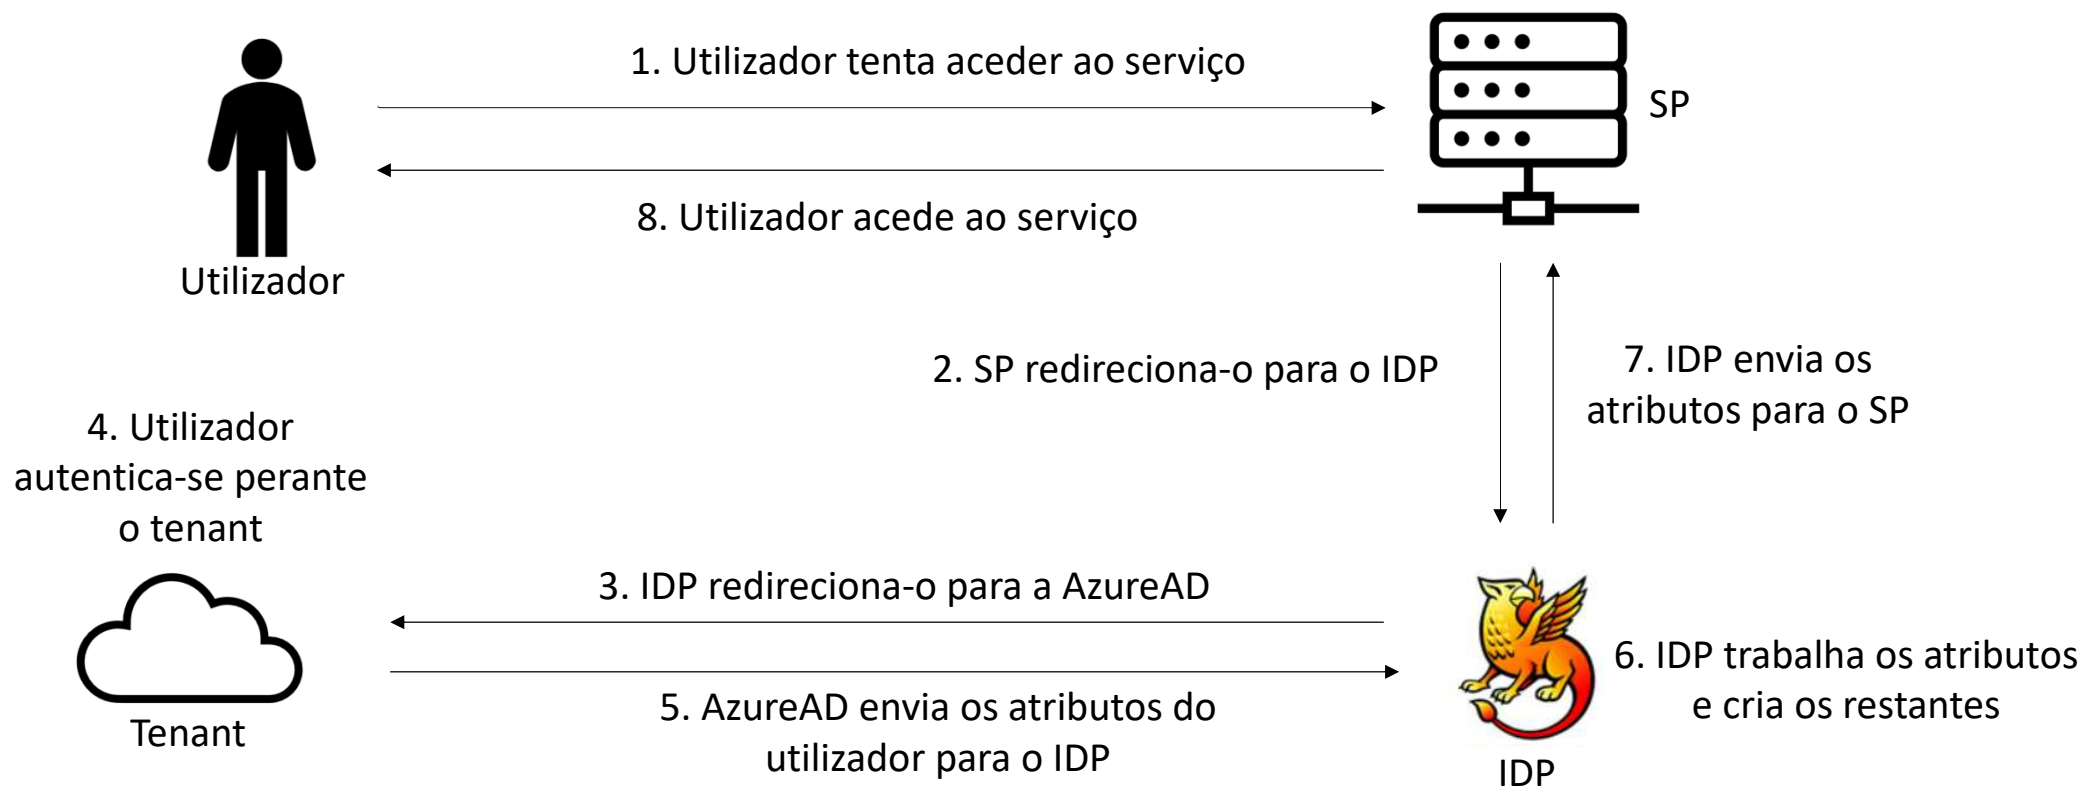 1. Utilizador tenta aceder ao serviço
SP
8. Utilizador acede ao serviço
Utilizador
2. SP redireciona-o para o IDP
7. IDP envia os
atributos para o SP
4. Utilizador
autentica-se perante
o tenant
3. IDP redireciona-o para a AzureAD
6. IDP trabalha os atributos
e cria os restantes
5. AzureAD envia os atributos do
utilizador para o IDP
Tenant
IDP